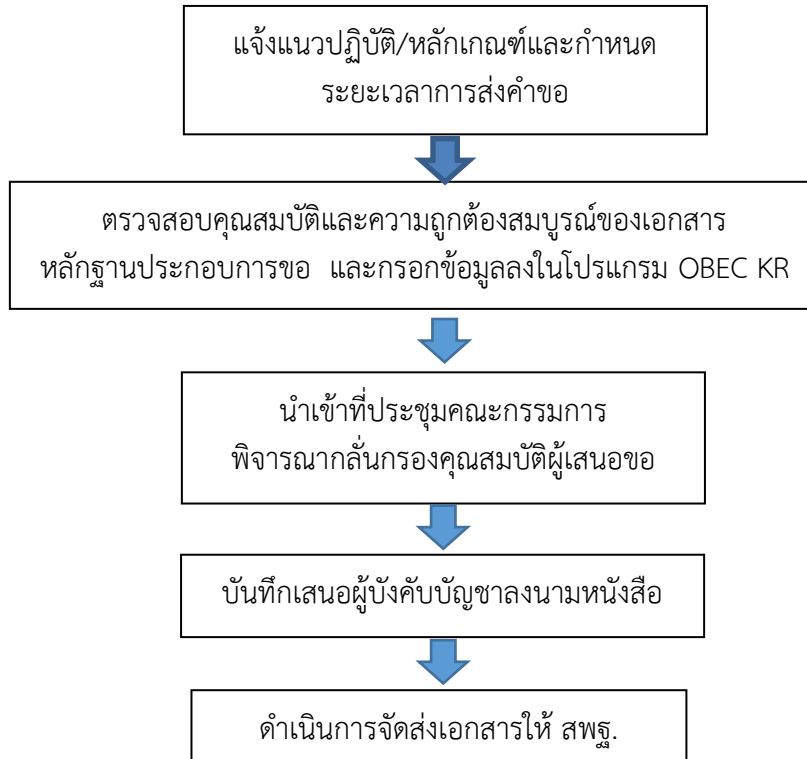 แจ้งแนวปฏิบัติ/หลักเกณฑ์และกำหนด
ระยะเวลาการส่งคำขอ
ตรวจสอบคุณสมบัติและความถูกต้องสมบูรณ์ของเอกสาร
หลักฐานประกอบการขอ และกรอกข้อมูลลงในโปรแกรม OBEC KR
นำเข้าที่ประชุมคณะกรรมการ
พิจารณากลั่นกรองคุณสมบัติผู้เสนอขอ
บันทึกเสนอผู้บังคับบัญชาลงนามหนังสือ
ดำเนินการจัดส่งเอกสารให้ สพฐ.